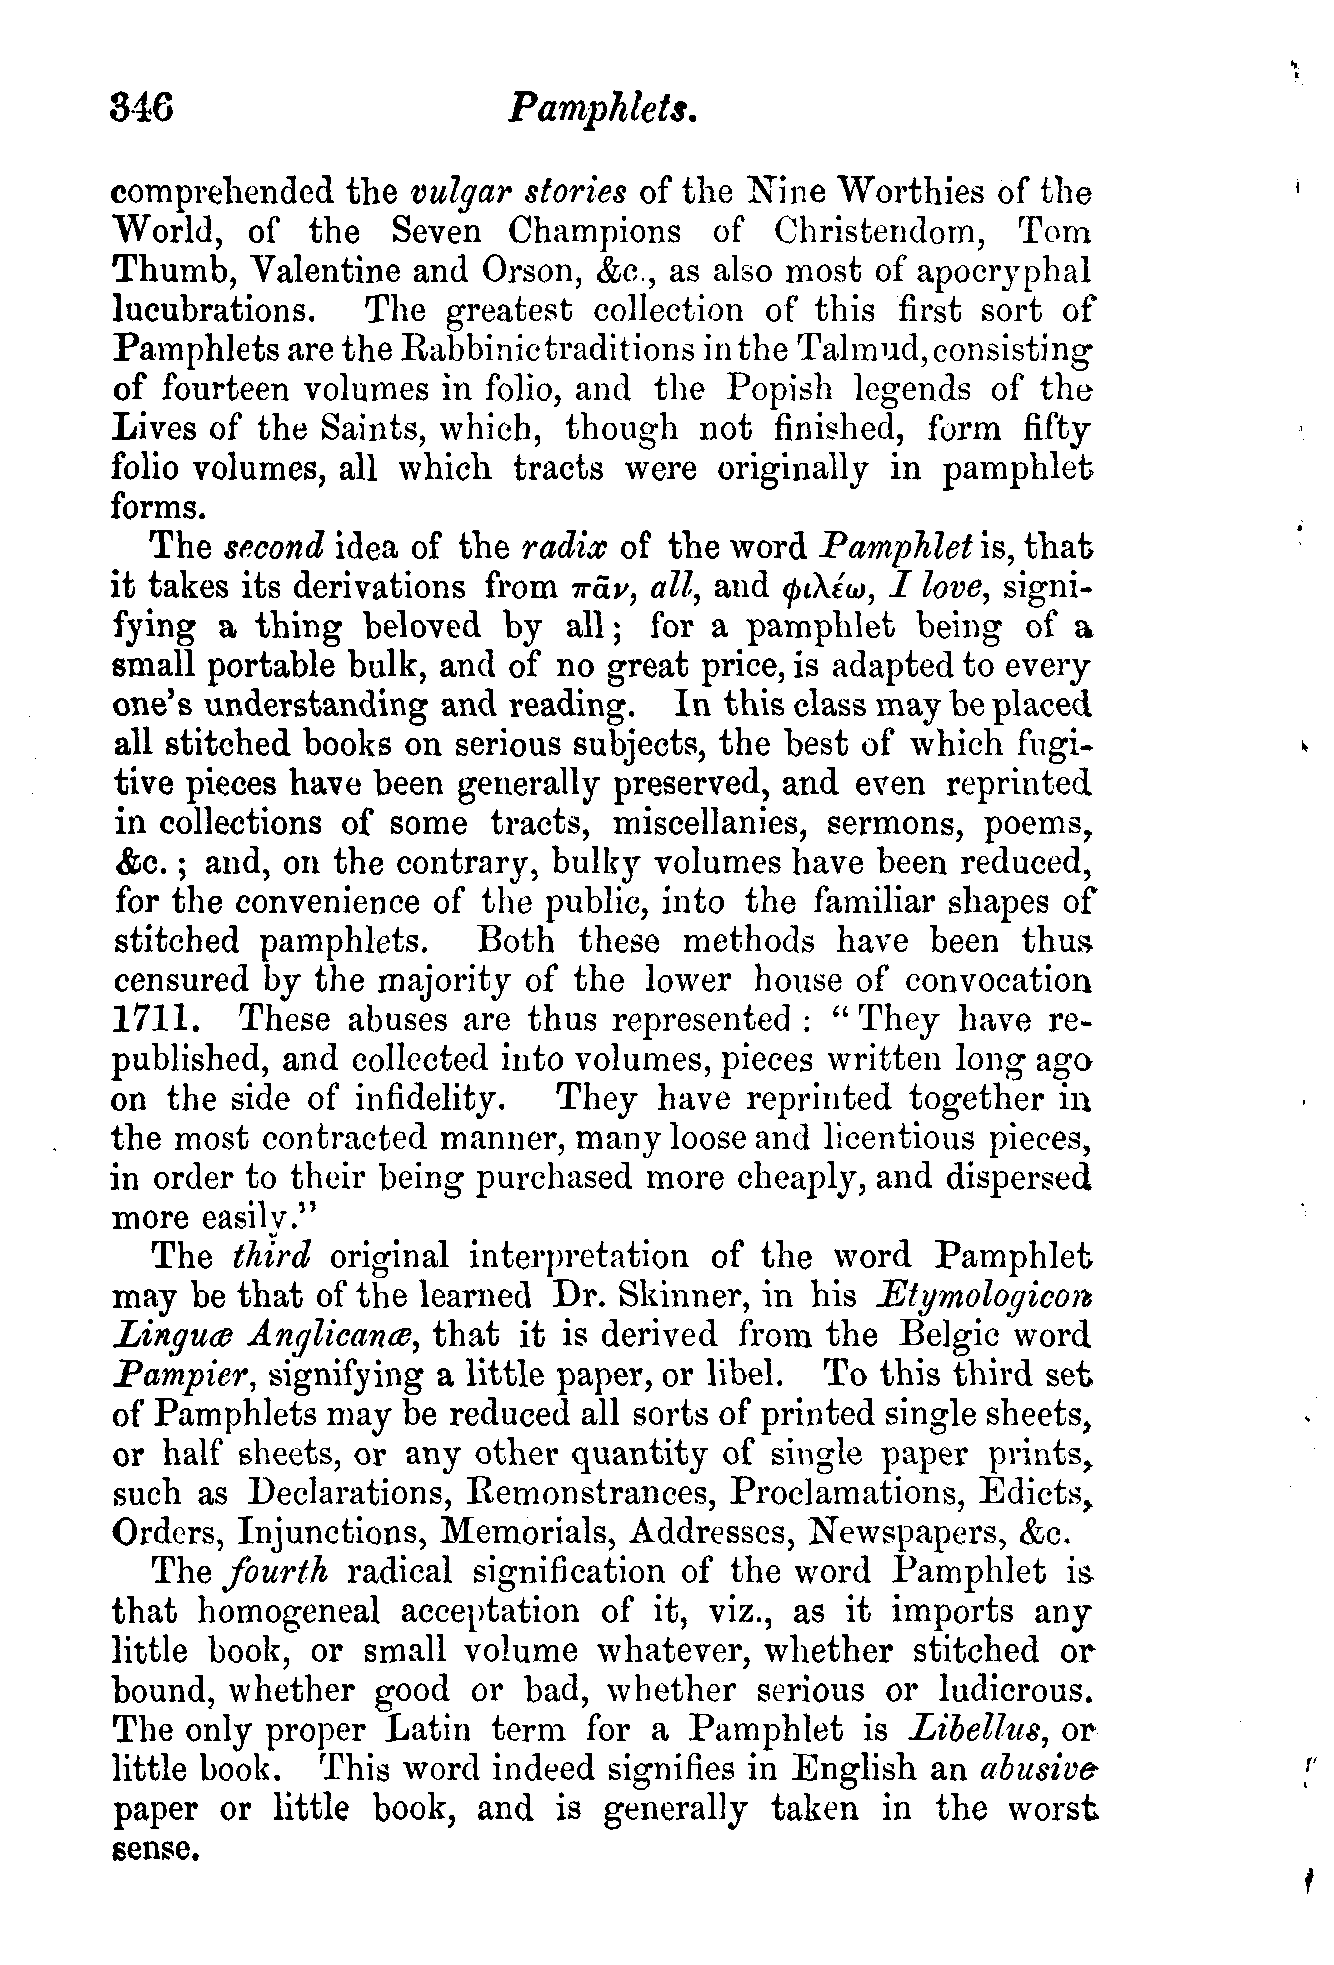 346 Pamphlets.
comprehended the vulgar stories of the Nine Worthies of the
World, of the Seven Champions of Christendom, Tom
Thumb, Valentine and Orson, &c., as also most of apocryphal
lucubrations. The greatest collection of this first sort of
Pamphlets are the Rabbinic traditions in the Talmud, consisting
of fourteen volumes in folio, and the Popish legends of the
Lives of the Saints, which, though not finished, form fifty
folio volumes, all which tracts were originally in pamphlet
forms.
The second idea of the radix of the word Pamphlet is, that
it takes its derivations from πᾶν, all, and φιλέω, I love, signi-
fying a thing beloved by all; for a pamphlet being of a
small portable bulk, and of no great price, is adapted to every
one's understanding and reading. In this class may be placed
all stitched books on serious subjects, the best of which fugi-
tive pieces have been generally preserved, and even reprinted
in collections of some tracts, miscellanies, sermons, poems,
&c. ; and, on the contrary, bulky volumes have been reduced,
for the convenience of the public, into the familiar shapes of
stitched pamphlets. Both these methods have been thus
censured by the majority of the lower house of convocation
1711. These abuses are thus represented : "They have re-
published, and collected into volumes, pieces written long ago
on the side of infidelity. They have reprinted together in
the most contracted manner, many loose and licentious pieces,
in order to their being purchased more cheaply, and dispersed
more easily."
The third original interpretation of the word Pamphlet
may be that of the learned Dr. Skinner, in his Etymologicon
Linguæ Anglicanæ, that it is derived from the Belgic word
Pampier, signifying a little paper, or libel. To this third set
of Pamphlets may be reduced all sorts of printed single sheets,
or half sheets, or any other quantity of single paper prints,
such as Declarations, Remonstrances, Proclamations, Edicts,
Orders, Injunctions, Memorials, Addresses, Newspapers, &c.
The fourth radical signification of the word Pamphlet is
that homogeneal acceptation of it, viz., as it imports any
little book, or small volume whatever, whether stitched or
bound, whether good or bad, whether serious or ludicrous.
The only proper Latin term for a Pamphlet is Libellus, or
little book. This word indeed signifies in English an abusive
paper or little book, and is generally taken in the worst
sense.